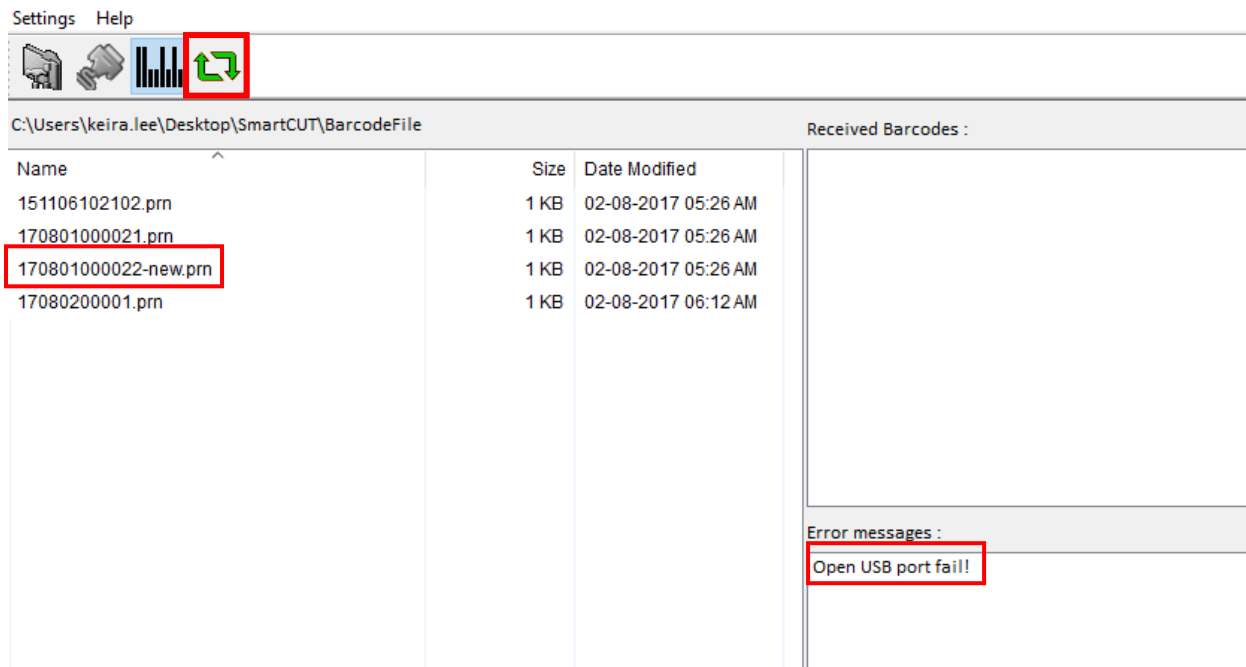 Settings Help
C:\Users\keira.lee\Desktop\SmartCUT\BarcodeFile
Name Size Date Modified
151106102102.prn 1 KB 02-08-2017 05:26 AM
170801000021.prn 1 KB 02-08-2017 05:26 AM
170801000022-new.prn 1 KB 02-08-2017 05:26 AM
17080200001.prn 1 KB 02-08-2017 06:12 AM
Received Barcodes :
Error messages :
Open USB port fail!